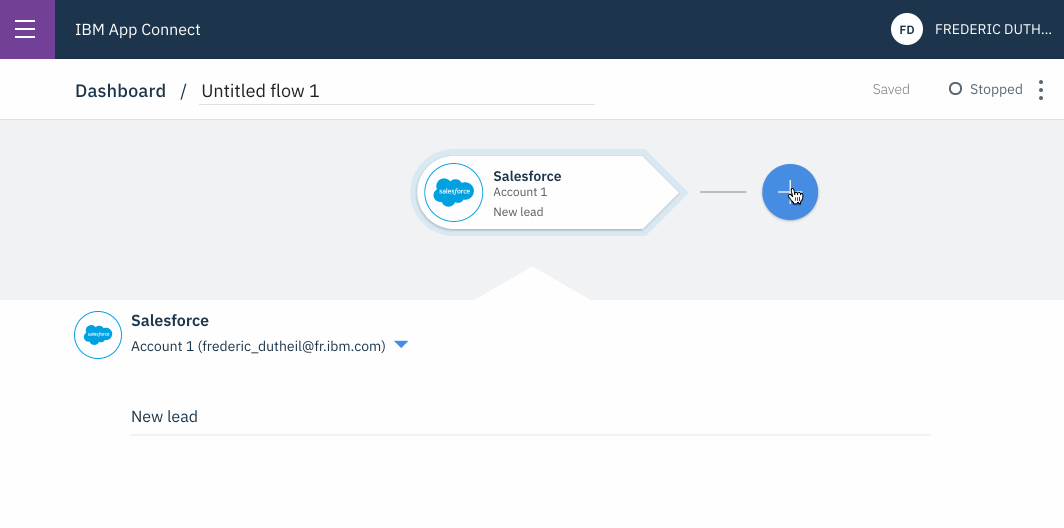 IBM App Connect
FD
FREDERIC DUTH...
Dashboard / Untitled flow 1
Saved
Stopped
salesforce
Salesforce
Account 1
New lead
salesforce
Salesforce
Account 1 (frederic_dutheil@fr.ibm.com)
New lead